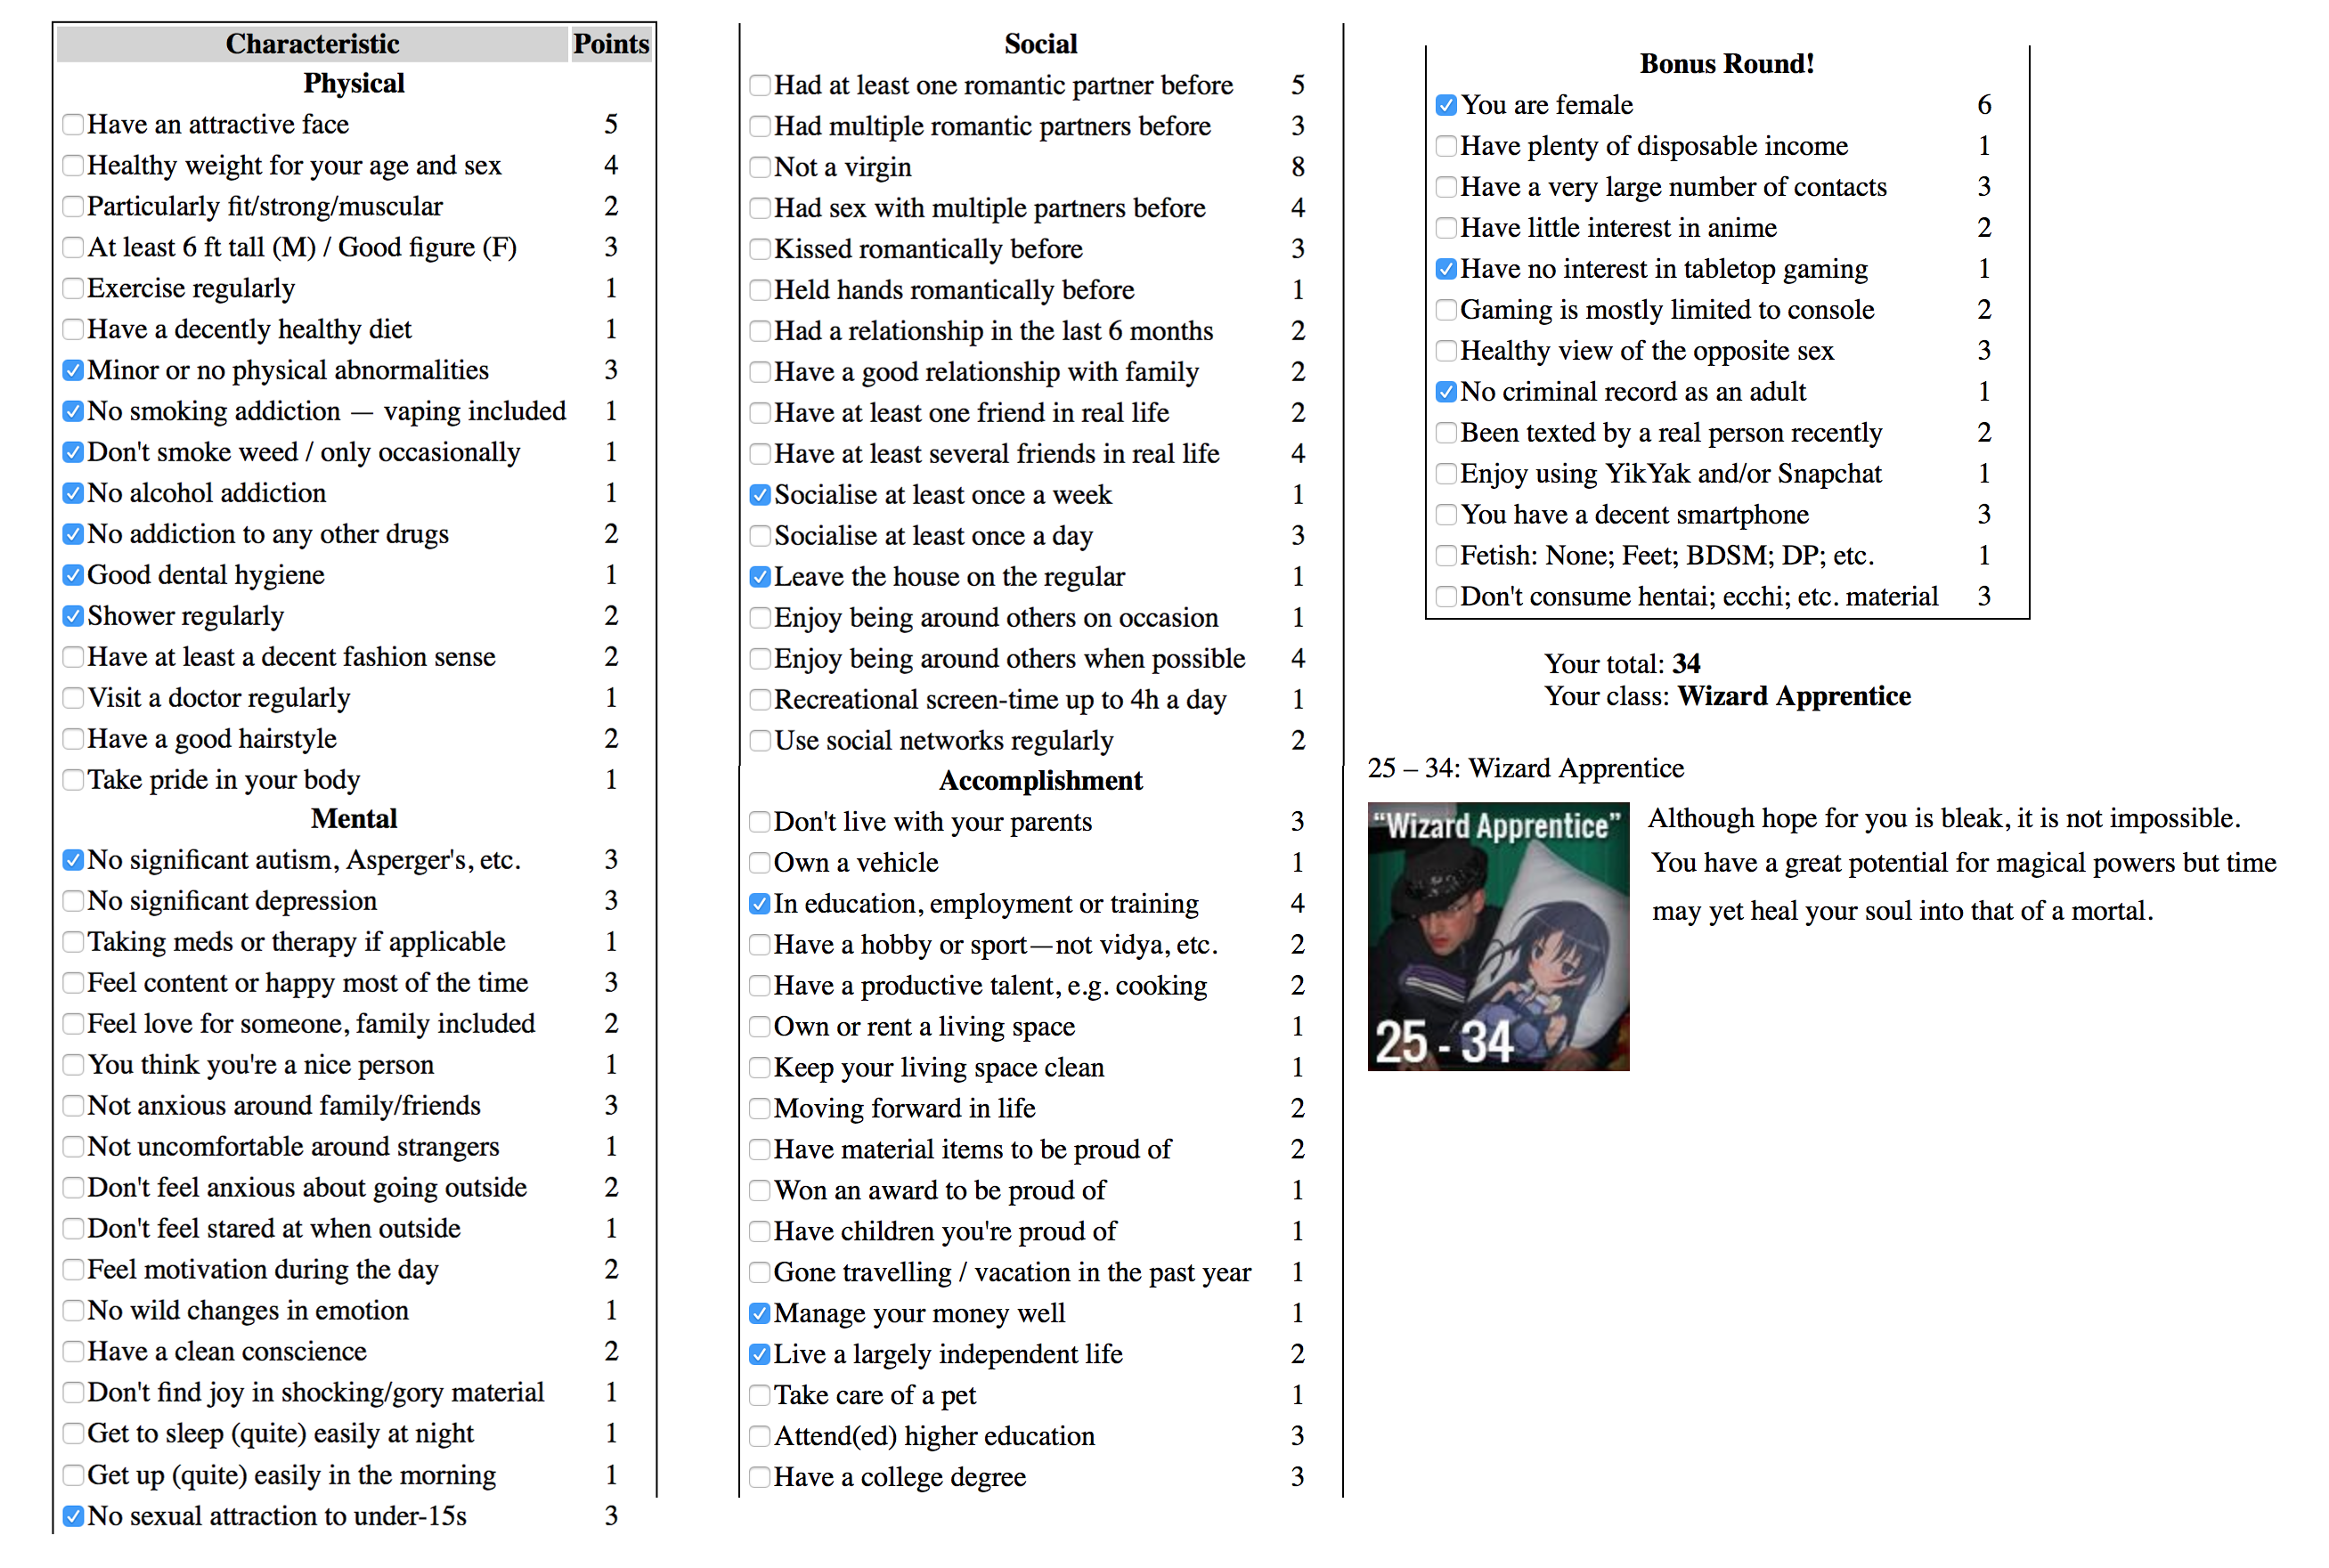 Characteristic Points
Physical
Have an attractive face 5
Healthy weight for your age and sex 4
Particularly fit/strong/muscular 2
At least 6 ft tall (M) / Good figure (F) 3
Exercise regularly 1
Have a decently healthy diet 1
Minor or no physical abnormalities 3
No smoking addiction — vaping included 1
Don't smoke weed / only occasionally 1
No alcohol addiction 1
No addiction to any other drugs 2
Good dental hygiene 1
Shower regularly 2
Have at least a decent fashion sense 2
Visit a doctor regularly 1
Have a good hairstyle 2
Take pride in your body 1
Mental
No significant autism, Asperger's, etc. 3
No significant depression 3
Taking meds or therapy if applicable 1
Feel content or happy most of the time 3
Feel love for someone, family included 2
You think you're a nice person 1
Not anxious around family/friends 3
Not uncomfortable around strangers 1
Don't feel anxious about going outside 2
Don't feel stared at when outside 1
Feel motivation during the day 2
No wild changes in emotion 1
Have a clean conscience 2
Don't find joy in shocking/gory material 1
Get to sleep (quite) easily at night 1
Get up (quite) easily in the morning 1
No sexual attraction to under-15s 3
Social
Had at least one romantic partner before 5
Had multiple romantic partners before 3
Not a virgin 8
Had sex with multiple partners before 4
Kissed romantically before 3
Held hands romantically before 1
Had a relationship in the last 6 months 2
Have a good relationship with family 2
Have at least one friend in real life 2
Have at least several friends in real life 4
Socialise at least once a week 1
Socialise at least once a day 3
Leave the house on the regular 1
Enjoy being around others on occasion 1
Enjoy being around others when possible 4
Recreational screen-time up to 4h a day 1
Use social networks regularly 2
Accomplishment
Don't live with your parents 3
Own a vehicle 1
In education, employment or training 4
Have a hobby or sport—not vidya, etc. 2
Have a productive talent, e.g. cooking 2
Own or rent a living space 1
Keep your living space clean 1
Moving forward in life 2
Have material items to be proud of 2
Won an award to be proud of 1
Have children you're proud of 1
Gone travelling / vacation in the past year 1
Manage your money well 1
Live a largely independent life 2
Take care of a pet 1
Attend(ed) higher education 3
Have a college degree 3
Bonus Round!
You are female 6
Have plenty of disposable income 1
Have a very large number of contacts 3
Have little interest in anime 2
Have no interest in tabletop gaming 1
Gaming is mostly limited to console 2
Healthy view of the opposite sex 3
No criminal record as an adult 1
Been texted by a real person recently 2
Enjoy using YikYak and/or Snapchat 1
You have a decent smartphone 3
Fetish: None; Feet; BDSM; DP; etc. 1
Don't consume hentai; ecchi; etc. material 3
Your total: 34
Your class: Wizard Apprentice
25 – 34: Wizard Apprentice
“Wizard Apprentice”
25 - 34
Although hope for you is bleak, it is not impossible.
You have a great potential for magical powers but time
may yet heal your soul into that of a mortal.